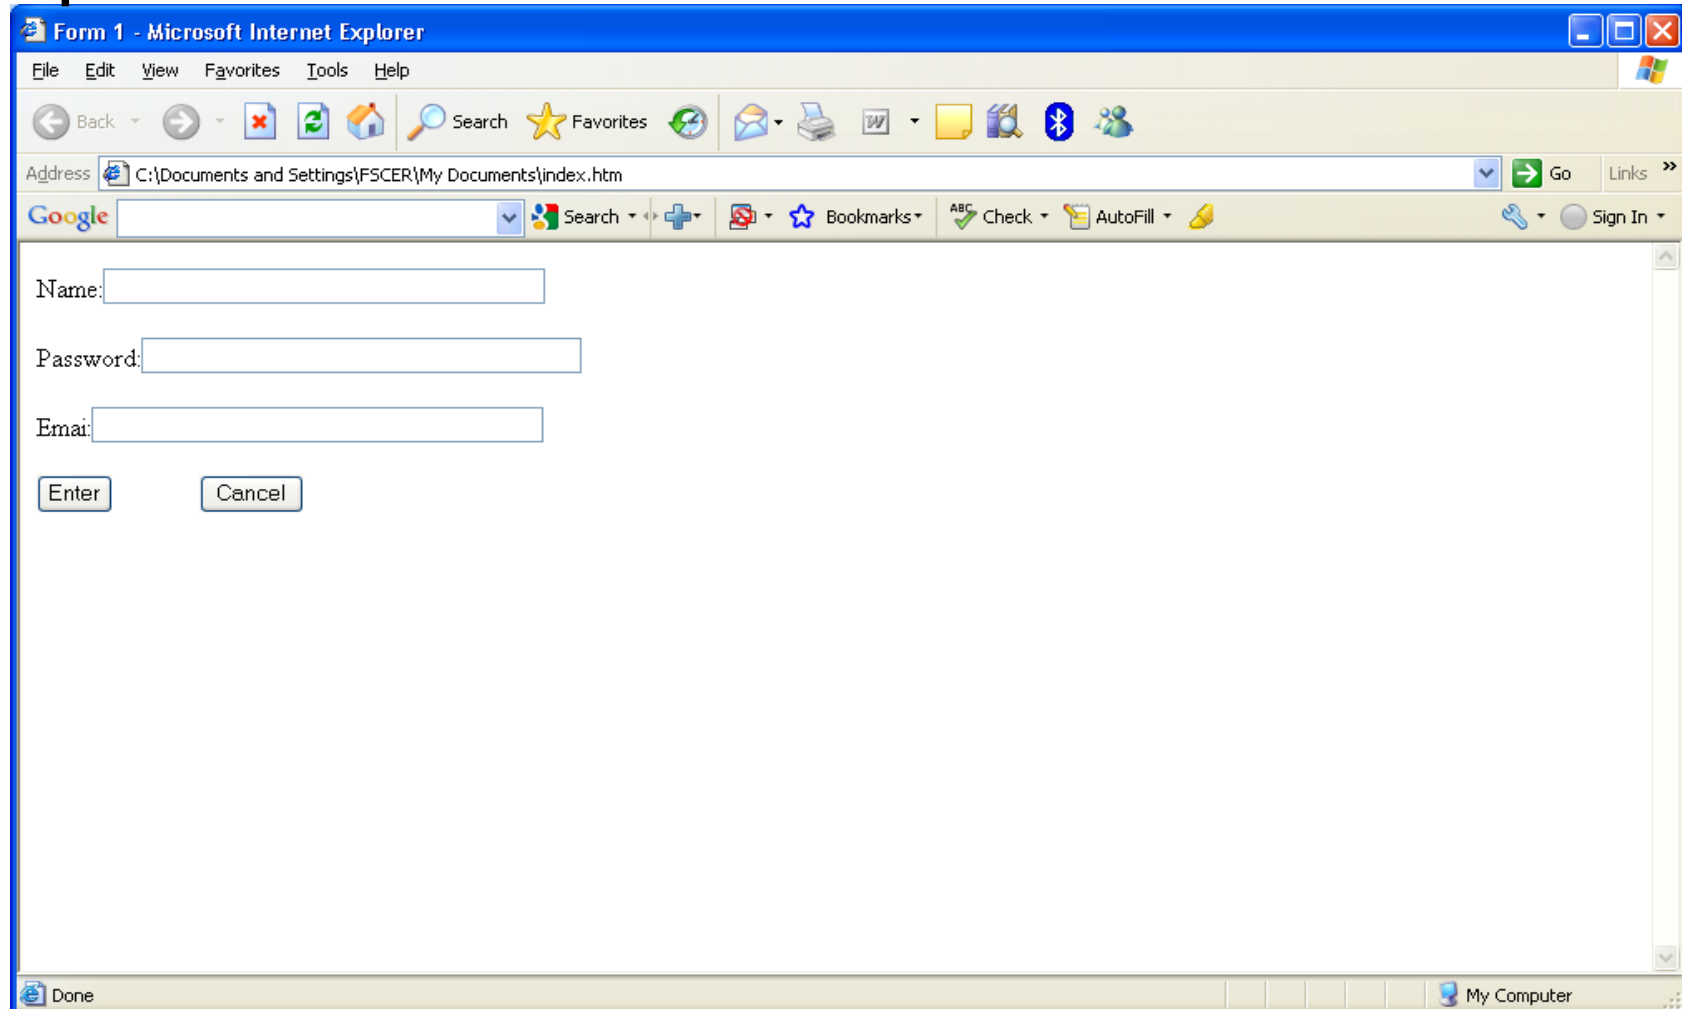 Form 1 - Microsoft Internet Explorer
File Edit View Favorites Tools Help
Back Search Favorites W
Address C:\Documents and Settings\FSCER\My Documents\index.htm Go Links »
Google Search Bookmarks ABC Check AutoFill Sign In
Name:
Password:
Emai:
Enter Cancel
Done My Computer